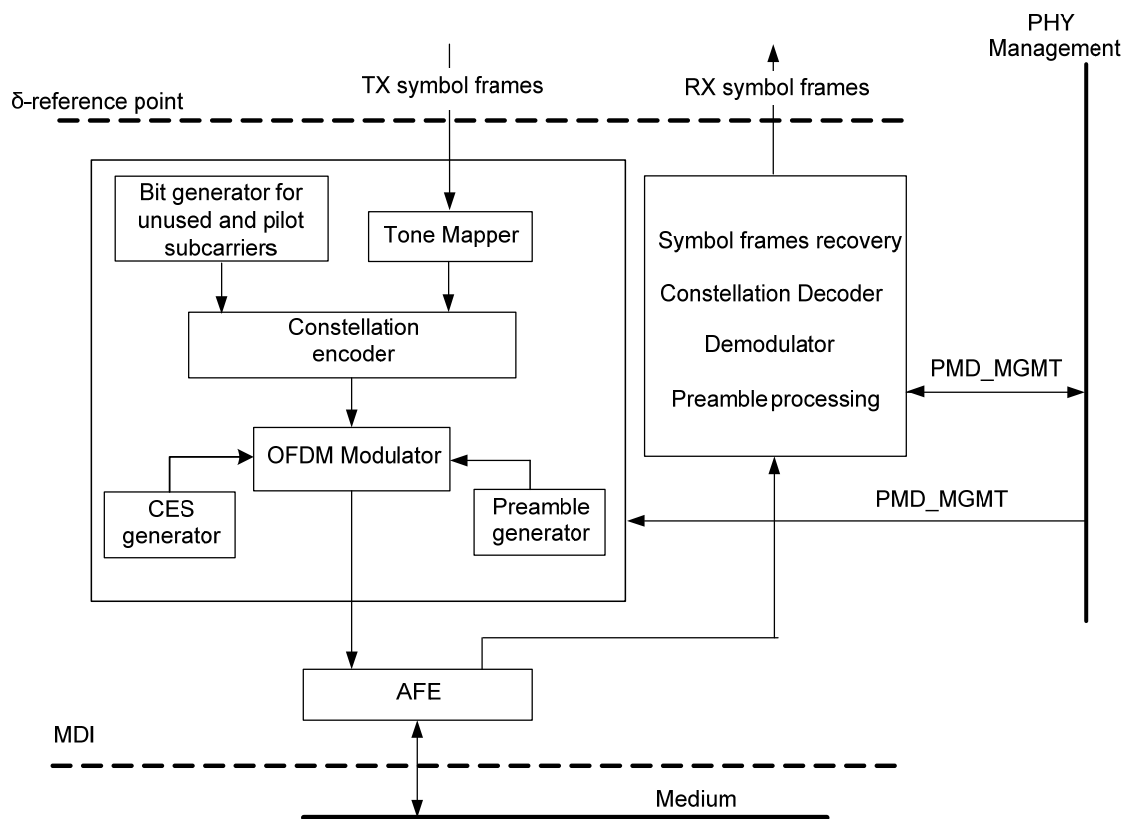 PHY
Management
TX symbol frames
RX symbol frames
δ-reference point
Bit generator for
unused and pilot
subcarriers
Tone Mapper
Symbol frames recovery
Constellation Decoder
Demodulator
Preamble processing
Constellation
encoder
PMD_MGMT
OFDM Modulator
CES
generator
Preamble
generator
PMD_MGMT
AFE
MDI
Medium